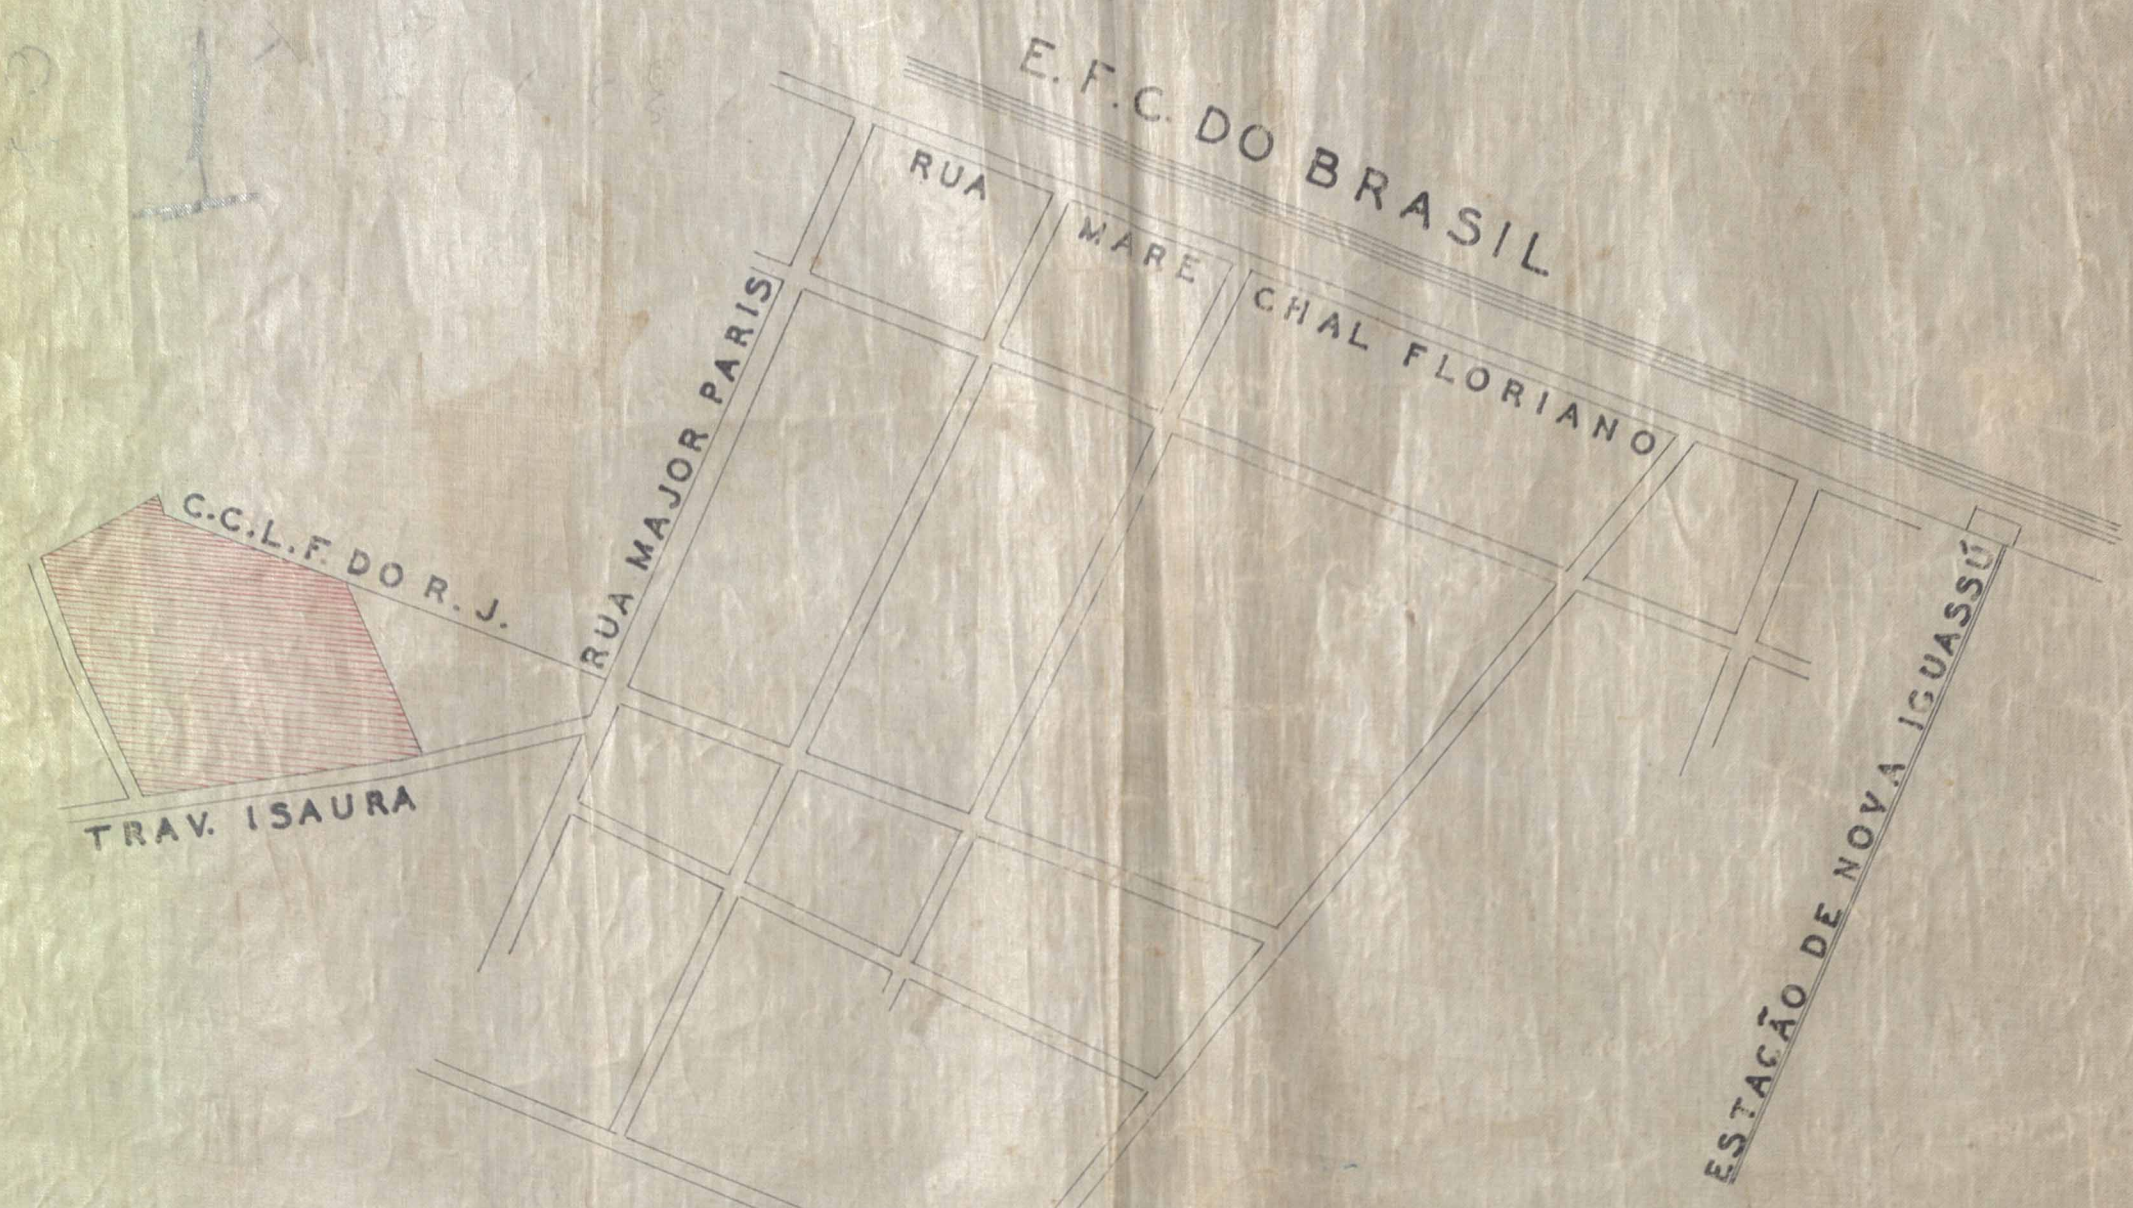 E. F. C. DO BRASIL
RUA MARECHAL FLORIANO
RUA MAJOR PARIS
C.C.L.F. DO R. J.
TRAV. ISAURA
ESTAÇÃO DE NOVA IGUASSÚ